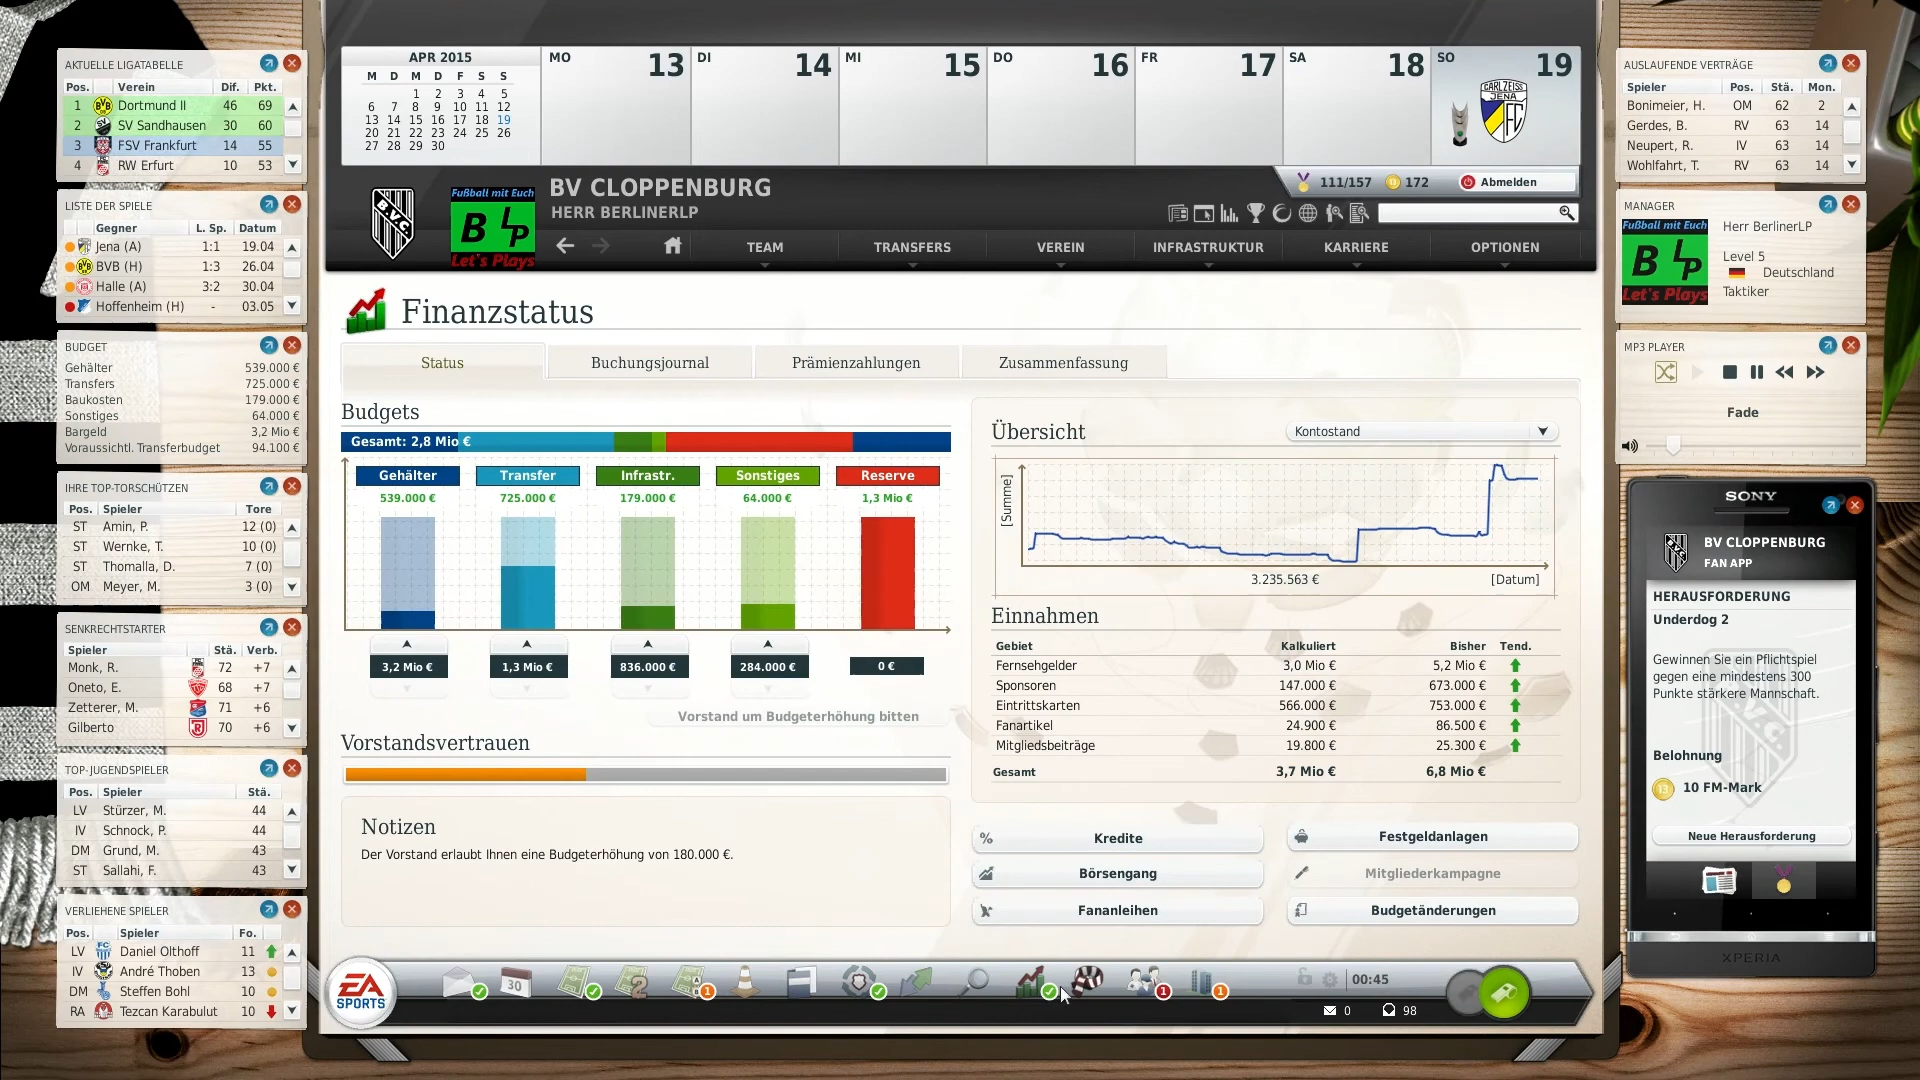 AKTUELLE LIGATABELLE
Pos. Verein Dif. Pkt.
1 Dortmund II 46 69
2 SV Sandhausen 30 60
3 FSV Frankfurt 14 55
4 RW Erfurt 10 53
LISTE DER SPIELE
Gegner L. Sp. Datum
Jena (A) 1:1 19.04
BVB (H) 1:3 26.04
Halle (A) 3:2 30.04
Hoffenheim (H) - 03.05
BUDGET
Gehälter 539.000 €
Transfers 725.000 €
Baukosten 179.000 €
Sonstiges 64.000 €
Bargeld 3,2 Mio €
Voraussichtl. Transferbudget 94.100 €
IHRE TOP-TORSCHÜTZEN
Pos. Spieler Tore
ST Amin, P. 12 (0)
ST Wernke, T. 10 (0)
ST Thomalla, D. 7 (0)
OM Meyer, M. 3 (0)
SENKRECHTSTARTER
Spieler Stä. Verb.
Monk, R. 72 +7
Oneto, E. 68 +7
Zetterer, M. 71 +6
Gilberto 70 +6
TOP-JUGENDSPIELER
Pos. Spieler Stä.
LV Stürzer, M. 44
IV Schnock, P. 44
DM Grund, M. 43
ST Sallahi, F. 43
VERLIEHENE SPIELER
Pos. Spieler Fo.
LV Daniel Olthoff 11
IV André Thoben 13
DM Steffen Bohl 10
RA Tezcan Karabulut 10
APR 2015
M D M D F S S
1 2 3 4 5
6 7 8 9 10 11 12
13 14 15 16 17 18 19
20 21 22 23 24 25 26
27 28 29 30
MO 13
DI 14
MI 15
DO 16
FR 17
SA 18
SO 19
CARL ZEISS
JENA
B.V.C
Fußball mit Euch
B LP
Let's Plays
BV CLOPPENBURG
HERR BERLINERLP
111/157 172 Abmelden
TEAM TRANSFERS VEREIN INFRASTRUKTUR KARRIERE OPTIONEN
Finanzstatus
Status Buchungsjournal Prämienzahlungen Zusammenfassung
Budgets
Gesamt: 2,8 Mio €
Gehälter Transfer Infrastr. Sonstiges Reserve
539.000 € 725.000 € 179.000 € 64.000 € 1,3 Mio €
3,2 Mio € 1,3 Mio € 836.000 € 284.000 € 0 €
Vorstand um Budgeterhöhung bitten
Vorstandsvertrauen
Notizen
Der Vorstand erlaubt Ihnen eine Budgeterhöhung von 180.000 €.
Übersicht
Kontostand
[Summe]
3.235.563 € [Datum]
Einnahmen
Gebiet Kalkuliert Bisher Tend.
Fernsehgelder 3,0 Mio € 5,2 Mio €
Sponsoren 147.000 € 673.000 €
Eintrittskarten 566.000 € 753.000 €
Fanartikel 24.900 € 86.500 €
Mitgliedsbeiträge 19.800 € 25.300 €
Gesamt 3,7 Mio € 6,8 Mio €
Kredite Festgeldanlagen
Börsengang Mitgliederkampagne
Fananleihen Budgetänderungen
EA
SPORTS
30
2
1
1
1
00:45
0 98
AUSLAUFENDE VERTRÄGE
Spieler Pos. Stä. Mon.
Bonimeier, H. OM 62 2
Gerdes, B. RV 63 14
Neupert, R. IV 63 14
Wohlfahrt, T. RV 63 14
MANAGER
Fußball mit Euch
B LP
Let's Plays
Herr BerlinerLP
Level 5
Deutschland
Taktiker
MP3 PLAYER
Fade
SONY
BV CLOPPENBURG
FAN APP
HERAUSFORDERUNG
Underdog 2
Gewinnen Sie ein Pflichtspiel
gegen eine mindestens 300
Punkte stärkere Mannschaft.
Belohnung
13 10 FM-Mark
Neue Herausforderung
XPERIA